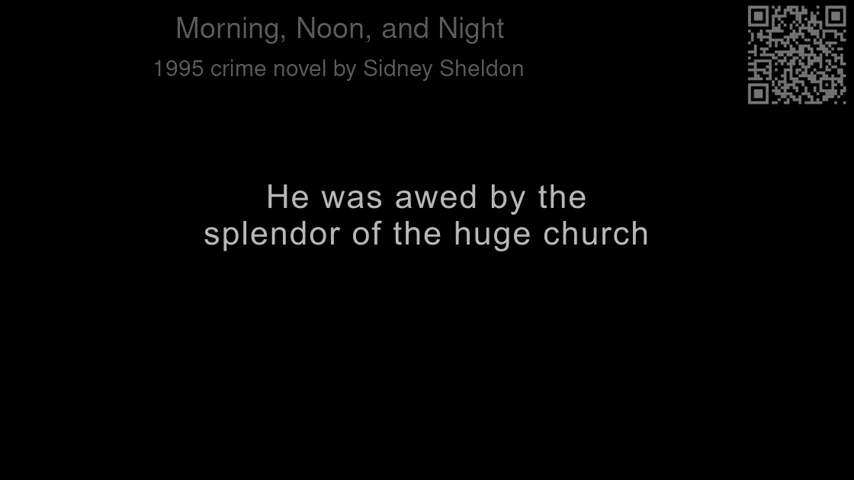 Morning, Noon, and Night
1995 crime novel by Sidney Sheldon
He was awed by the
splendor of the huge church